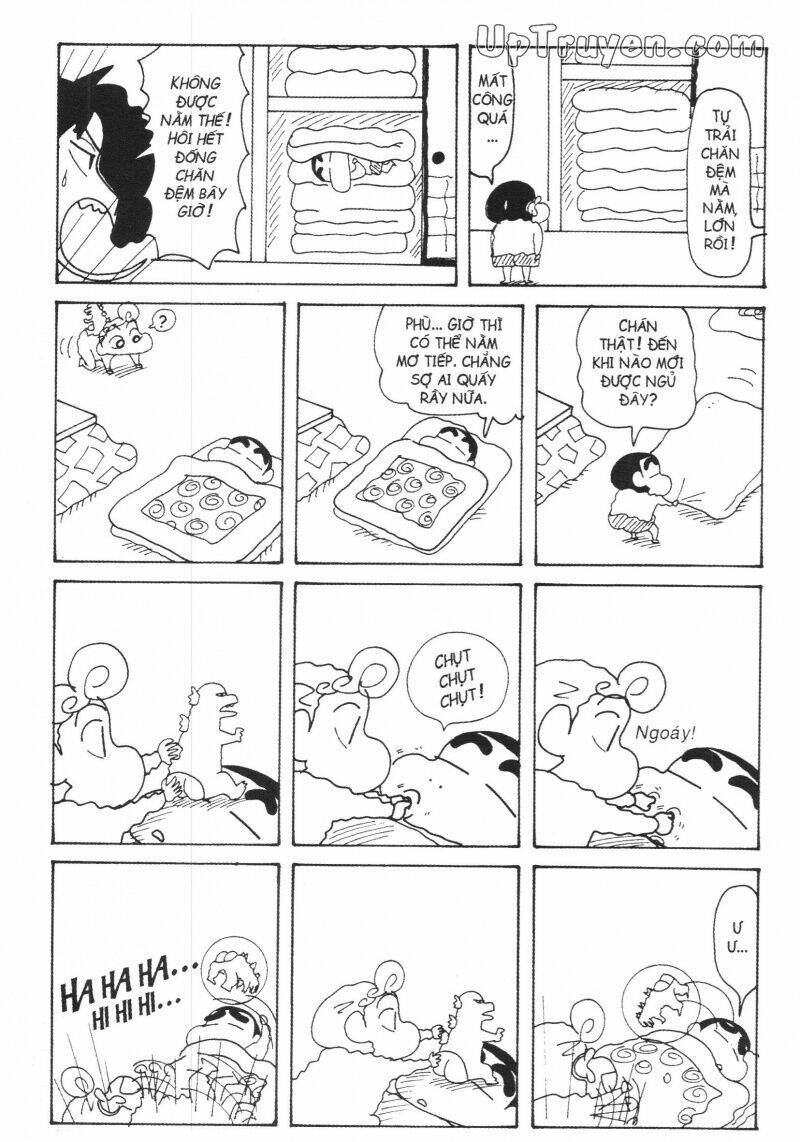 UpTruyen.com
TỰ
TRẢI
CHĂN
ĐỆM
MÀ
NẰM,
LỚN
RỒI!
MẤT
CÔNG
QUÁ
...
KHÔNG
ĐƯỢC
NẰM THẾ!
HÔI HẾT
ĐỐNG
CHĂN
ĐỆM BÂY
GIỜ!
CHÁN
THẬT! ĐẾN
KHI NÀO MỚI
ĐƯỢC NGỦ
ĐÂY?
PHÙ... GIỜ THÌ
CÓ THỂ NẰM
MƠ TIẾP. CHẲNG
SỢ AI QUẤY
RẦY NỮA.
?
Ngoáy!
CHỤT
CHỤT
CHỤT!
Ư
Ư...
HA HA HA...
HI HI HI...